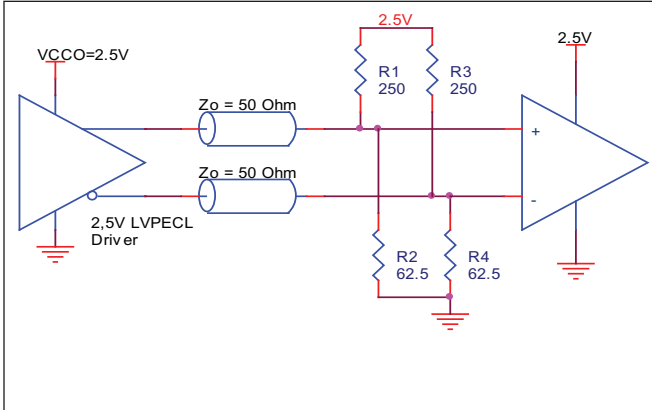 2.5V
VCCO=2.5V
2.5V
R1
250
R3
250
Zo = 50 Ohm
+
Zo = 50 Ohm
-
2,5V LVPECL
Driver
R2
62.5
R4
62.5